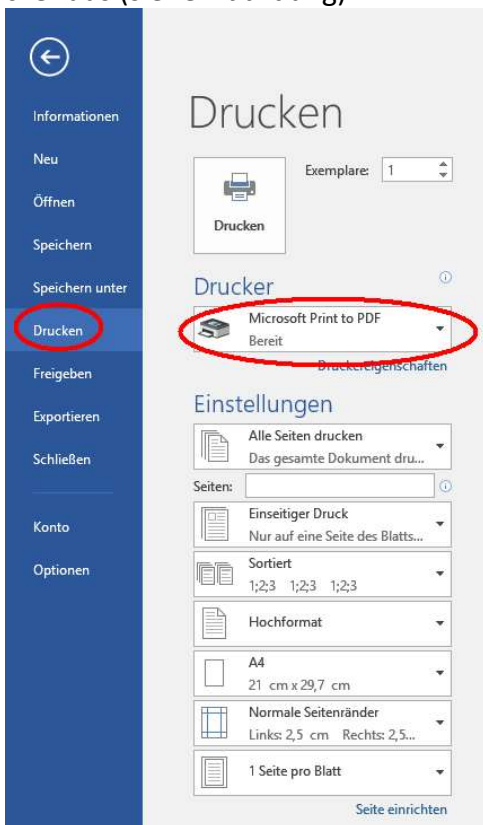 aus (siehe Abbildung)
Informationen
Neu
Öffnen
Speichern
Speichern unter
Drucken
Freigeben
Exportieren
Schließen
Konto
Optionen
Drucken
Exemplare: 1
Drucken
Drucker
Microsoft Print to PDF
Bereit
Druckereigenschaften
Einstellungen
Alle Seiten drucken
Das gesamte Dokument dru...
Seiten:
Einseitiger Druck
Nur auf eine Seite des Blatts...
Sortiert
1;2;3 1;2;3 1;2;3
Hochformat
A4
21 cm x 29,7 cm
Normale Seitenränder
Links: 2,5 cm Rechts: 2,5...
1 Seite pro Blatt
Seite einrichten